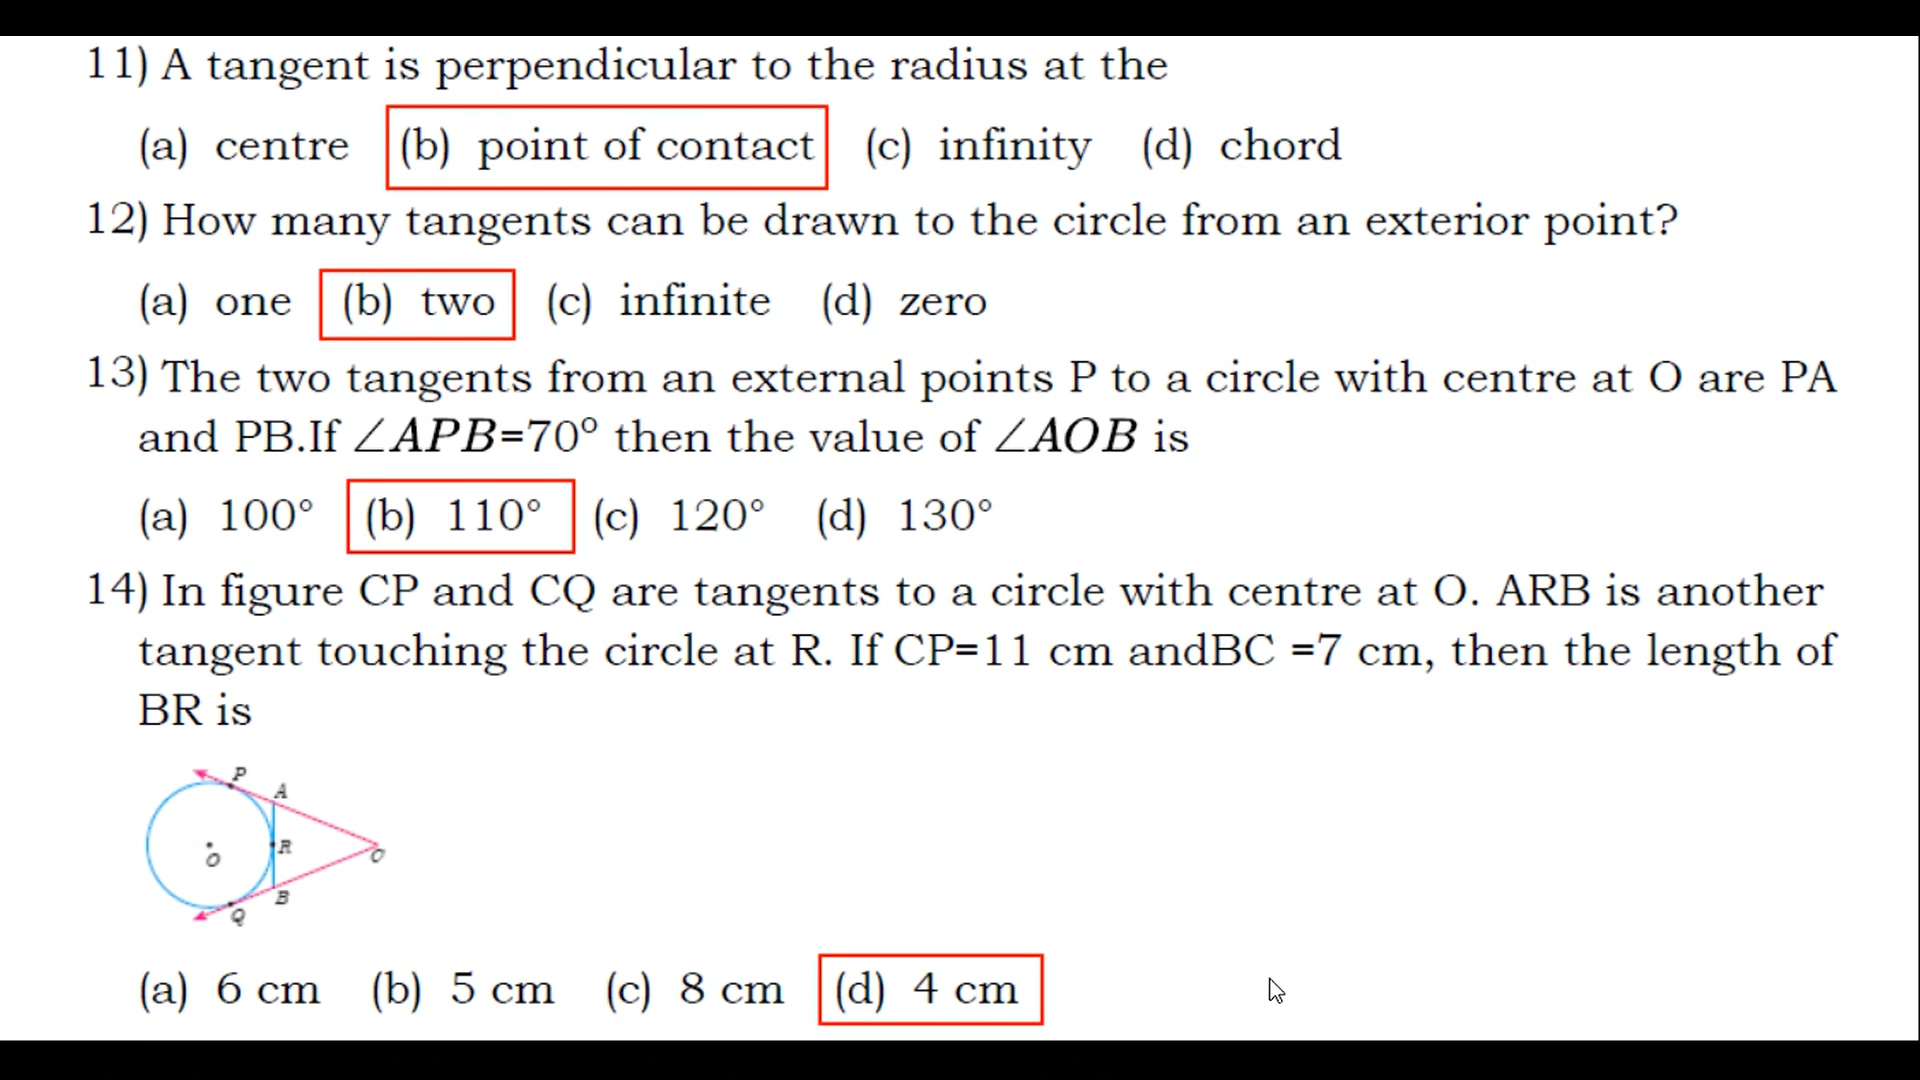 11) A tangent is perpendicular to the radius at the
(a) centre (b) point of contact (c) infinity (d) chord
12) How many tangents can be drawn to the circle from an exterior point?
(a) one (b) two (c) infinite (d) zero
13) The two tangents from an external points P to a circle with centre at O are PA
and PB.If ∠APB=70° then the value of ∠AOB is
(a) 100° (b) 110° (c) 120° (d) 130°
14) In figure CP and CQ are tangents to a circle with centre at O. ARB is another
tangent touching the circle at R. If CP=11 cm andBC =7 cm, then the length of
BR is
P
A
R
O
C
B
Q
(a) 6 cm (b) 5 cm (c) 8 cm (d) 4 cm